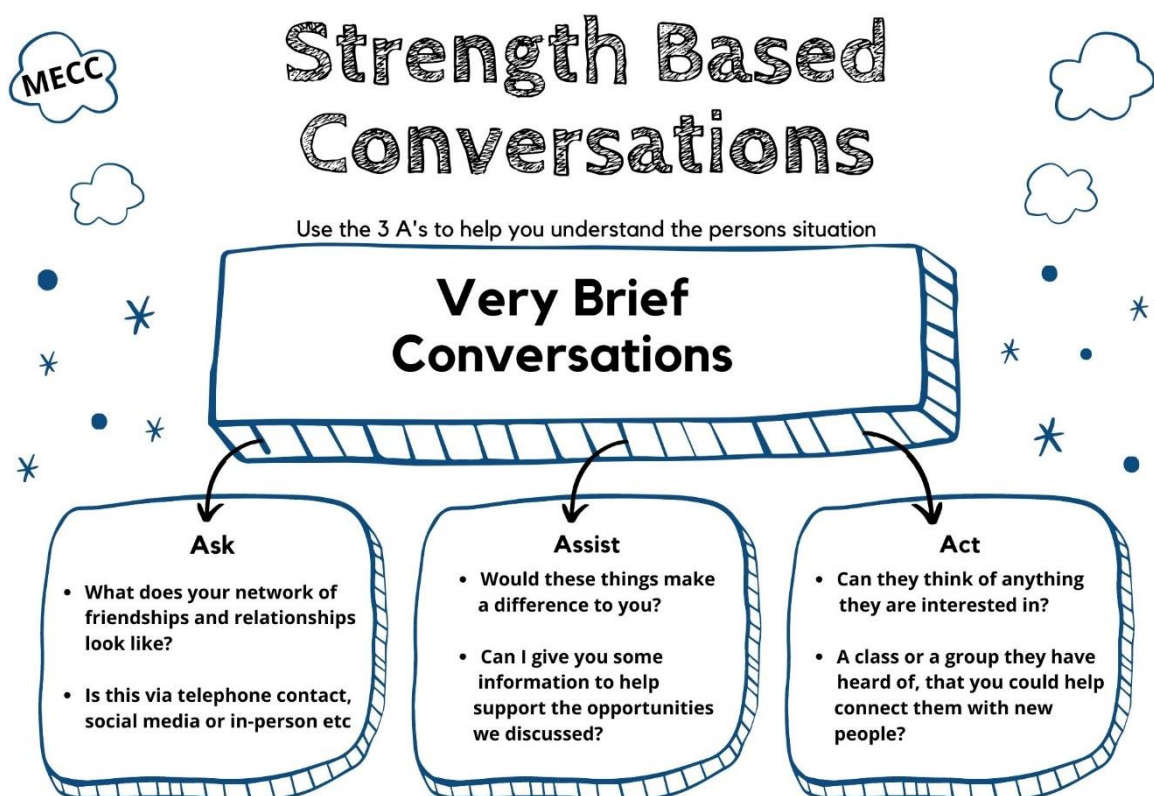 MECC
Strength Based
Conversations
Use the 3 A's to help you understand the persons situation
Very Brief
Conversations
Ask
• What does your network of
friendships and relationships
look like?
• Is this via telephone contact,
social media or in-person etc
Assist
• Would these things make
a difference to you?
• Can I give you some
information to help
support the opportunities
we discussed?
Act
• Can they think of anything
they are interested in?
• A class or a group they have
heard of, that you could help
connect them with new
people?